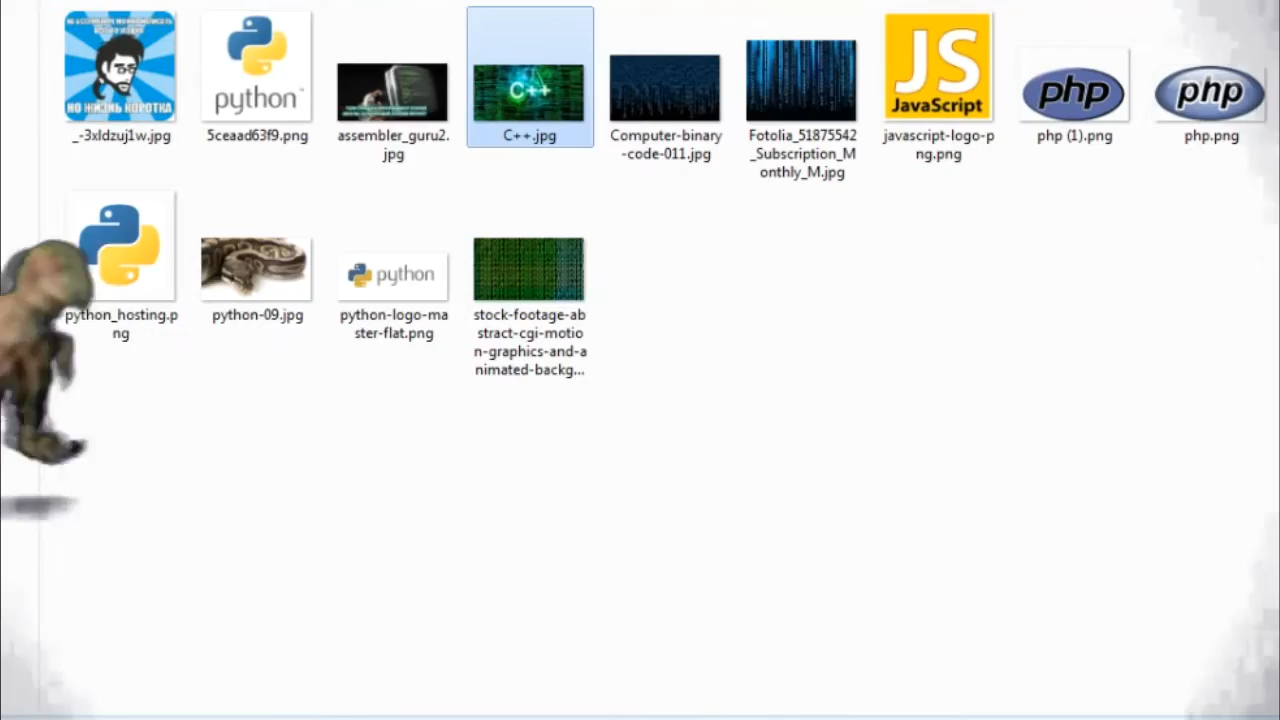 НО ЖИЗНЬ КОРОТКА
python
C++
JS
JavaScript
php
php
_-3xldzuj1w.jpg
5ceaad63f9.png
assembler_guru2.
jpg
C++.jpg
Computer-binary
-code-011.jpg
Fotolia_51875542
_Subscription_M
onthly_M.jpg
javascript-logo-p
ng.png
php (1).png
php.png
python
python_hosting.p
ng
python-09.jpg
python-logo-ma
ster-flat.png
stock-footage-ab
stract-cgi-motio
n-graphics-and-a
nimated-backg...